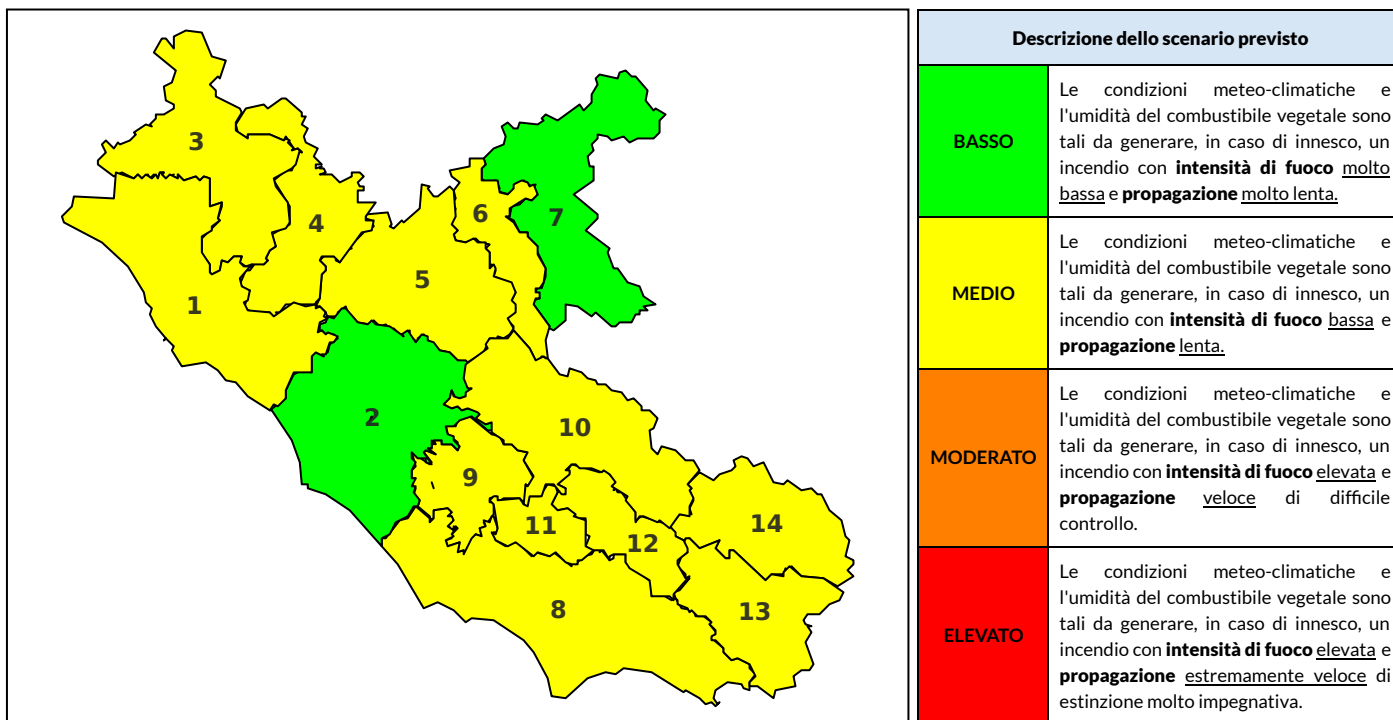 3
4
6
7
5
1
2
10
9
11
12
14
8
13
Descrizione dello scenario previsto
BASSO
Le condizioni meteo-climatiche e
l'umidità del combustibile vegetale sono
tali da generare, in caso di innesco, un
incendio con intensità di fuoco molto
bassa e propagazione molto lenta.
MEDIO
Le condizioni meteo-climatiche e
l'umidità del combustibile vegetale sono
tali da generare, in caso di innesco, un
incendio con intensità di fuoco bassa e
propagazione lenta.
MODERATO
Le condizioni meteo-climatiche e
l'umidità del combustibile vegetale sono
tali da generare, in caso di innesco, un
incendio con intensità di fuoco elevata e
propagazione veloce di difficile
controllo.
ELEVATO
Le condizioni meteo-climatiche e
l'umidità del combustibile vegetale sono
tali da generare, in caso di innesco, un
incendio con intensità di fuoco elevata e
propagazione estremamente veloce di
estinzione molto impegnativa.